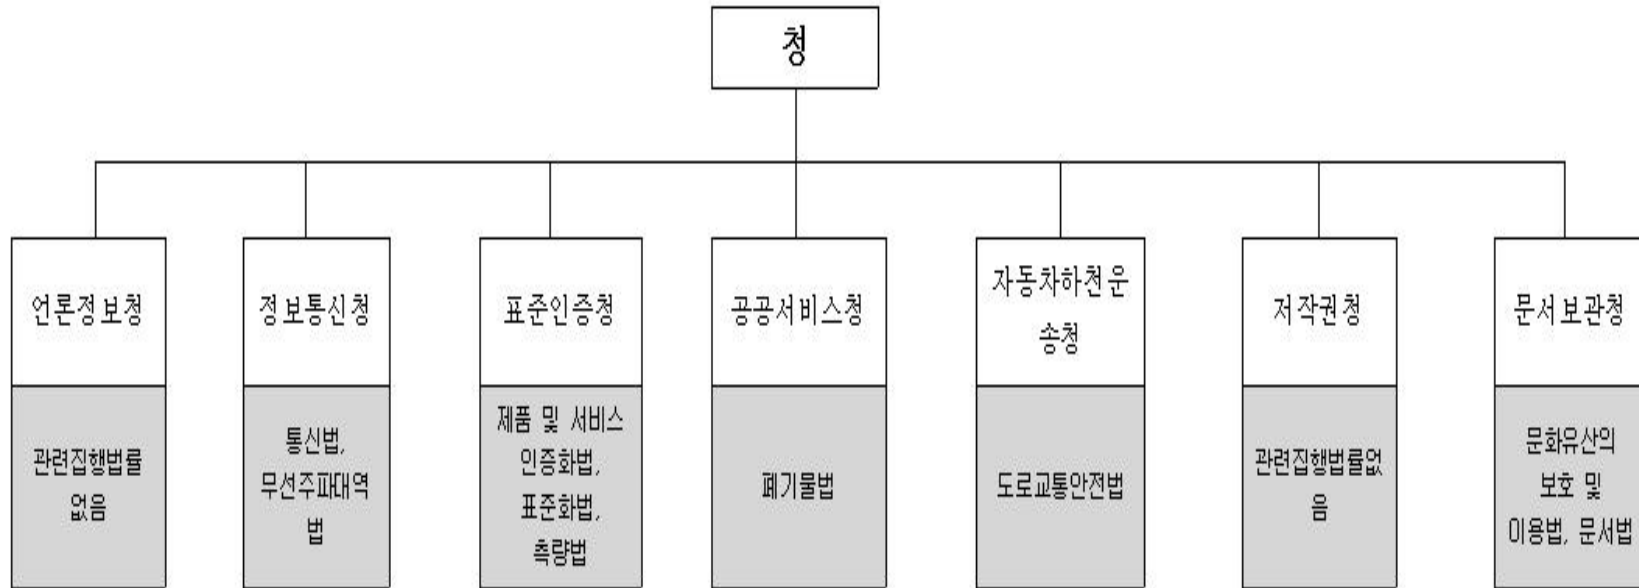 청
언론정보청
정보통신청
표준인증청
공공서비스청
자동차하천운
송청
저작권청
문서보관청
관련집행법률
없음
통신법,
무선주파대역
법
제품 및 서비스
인증화법,
표준화법,
측량법
폐기물법
도로교통안전법
관련집행법률없
음
문화유산의
보호 및
이용법, 문서법